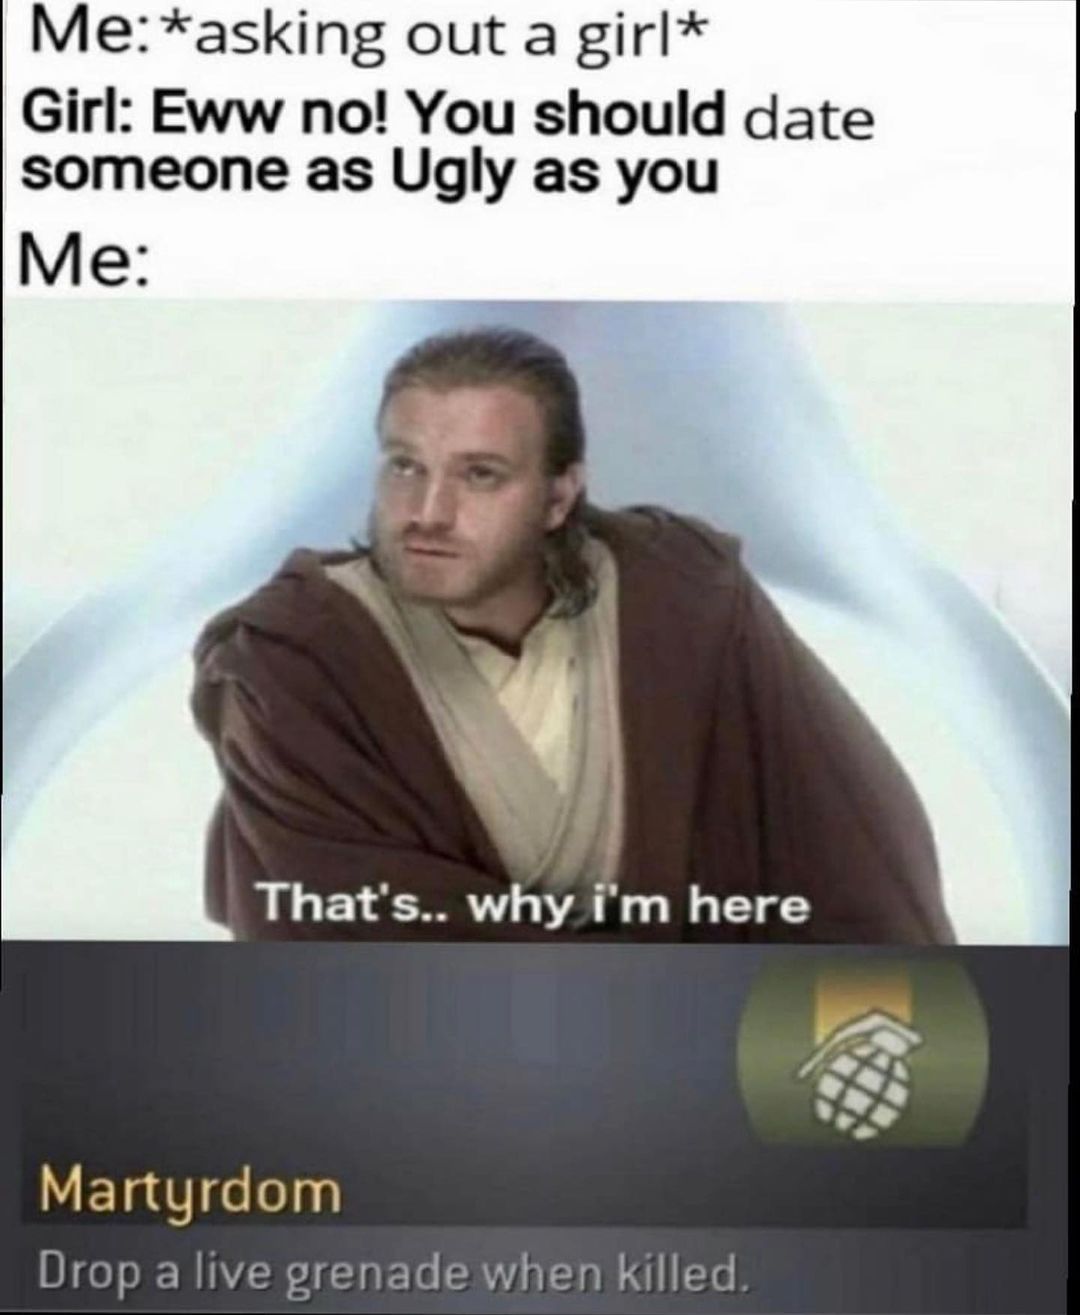 Me:*asking out a girl*
Girl: Eww no! You should date
someone as Ugly as you
Me:
That's.. why i'm here
Martyrdom
Drop a live grenade when killed.